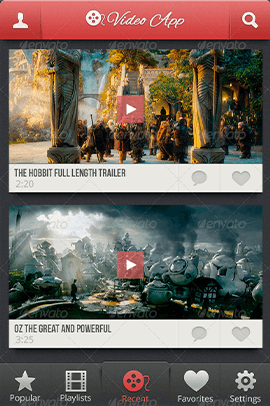 Video App
THE HOBBIT FULL LENGTH TRAILER
2:20
OZ THE GREAT AND POWERFUL
3:25
Popular Playlists Recent Favorites Settings
envato